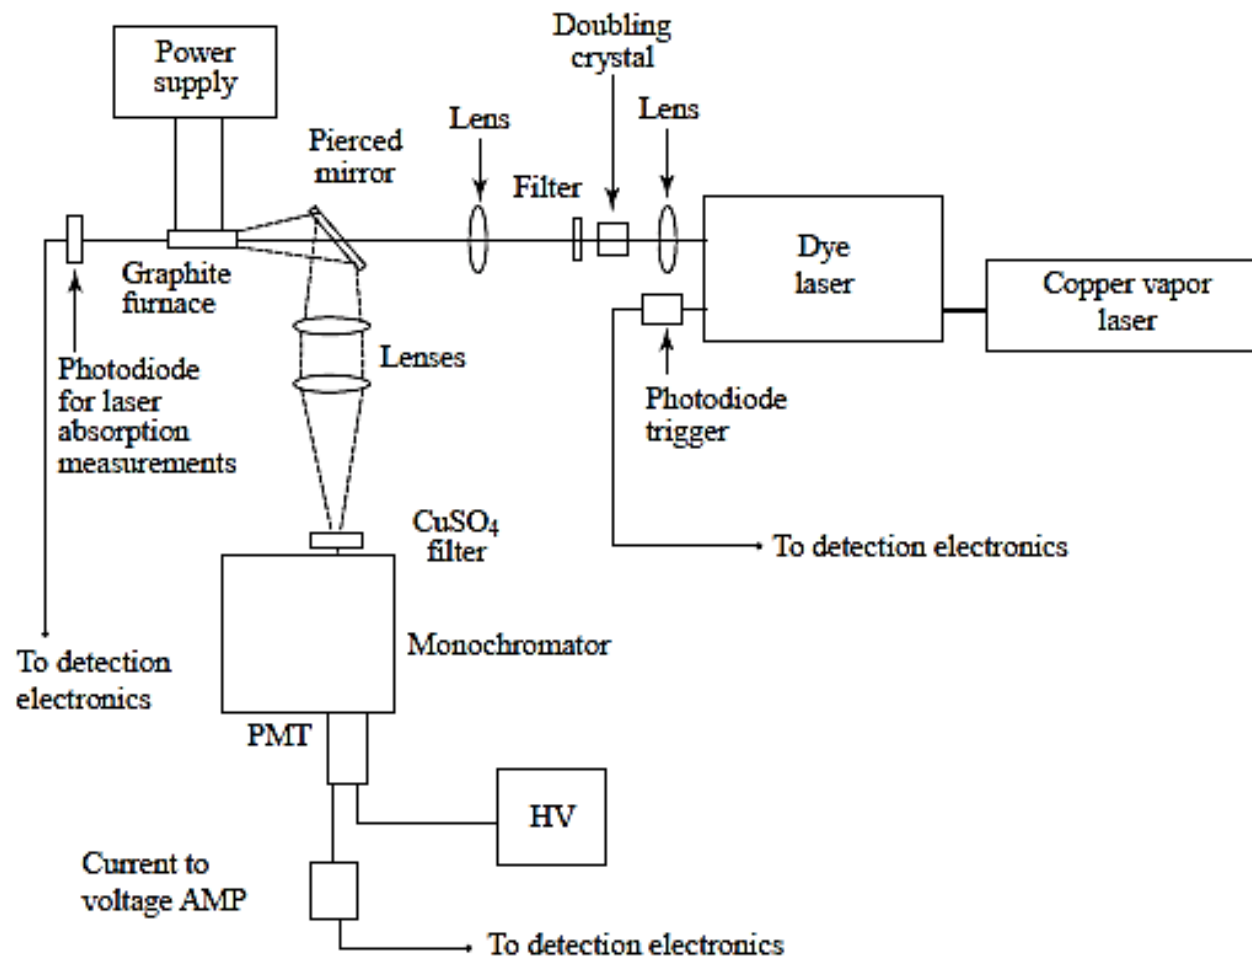 Doubling
crystal
Power
supply
Lens
Lens
Pierced
mirror
Filter
Dye
laser
Graphite
furnace
Copper vapor
laser
Lenses
Photodiode
for laser
absorption
measurements
Photodiode
trigger
CuSO₄
filter
To detection electronics
Monochromator
To detection
electronics
PMT
HV
Current to
voltage AMP
To detection electronics